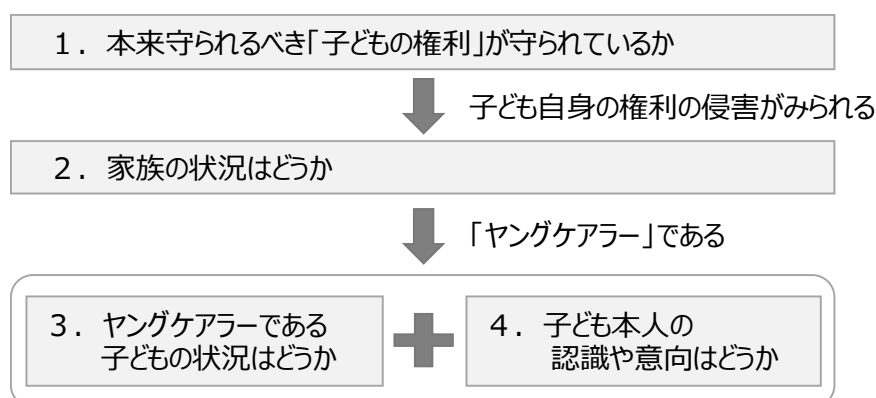 １．本来守られるべき「子どもの権利」が守られているか
子ども自身の権利の侵害がみられる
２．家族の状況はどうか
「ヤングケアラー」である
３．ヤングケアラーである
子どもの状況はどうか
４．子ども本人の
認識や意向はどうか